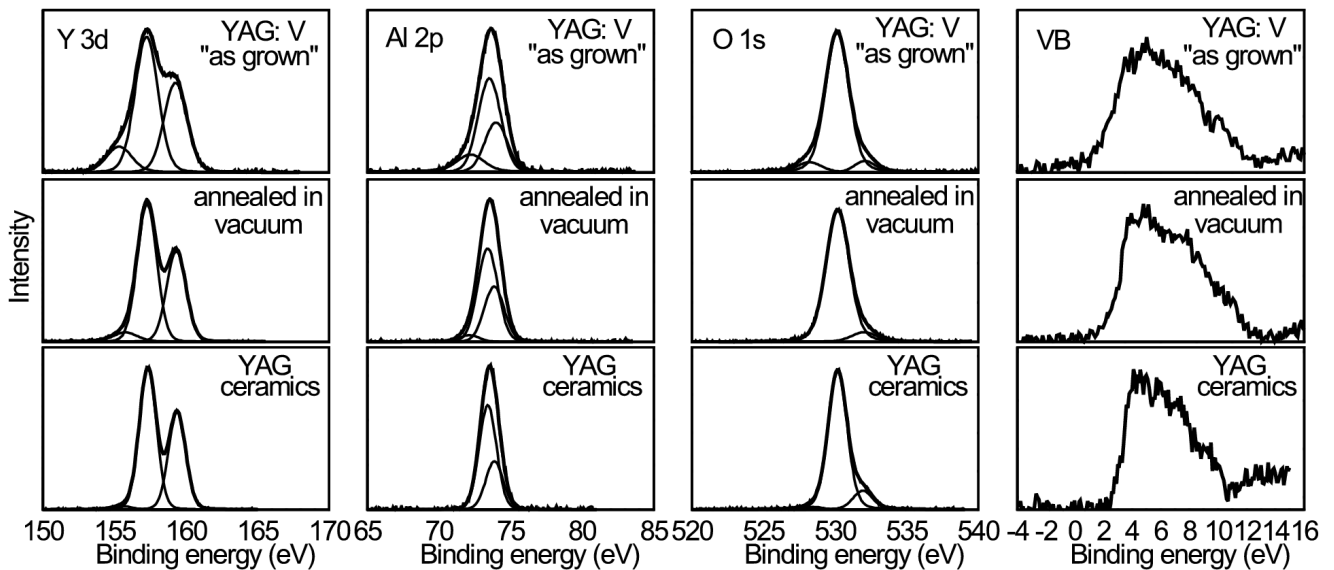 Y 3d
YAG: V
"as grown"
Al 2p
YAG: V
"as grown"
O 1s
YAG: V
"as grown"
VB
YAG: V
"as grown"
annealed in
vacuum
annealed in
vacuum
annealed in
vacuum
annealed in
vacuum
Intensity
YAG
ceramics
YAG
ceramics
YAG
ceramics
YAG
ceramics
150 155 160 165 170
65 70 75 80 85
520 525 530 535 540
-4 -2 0 2 4 6 8 10 12 14 16
Binding energy (eV)
Binding energy (eV)
Binding energy (eV)
Binding energy (eV)